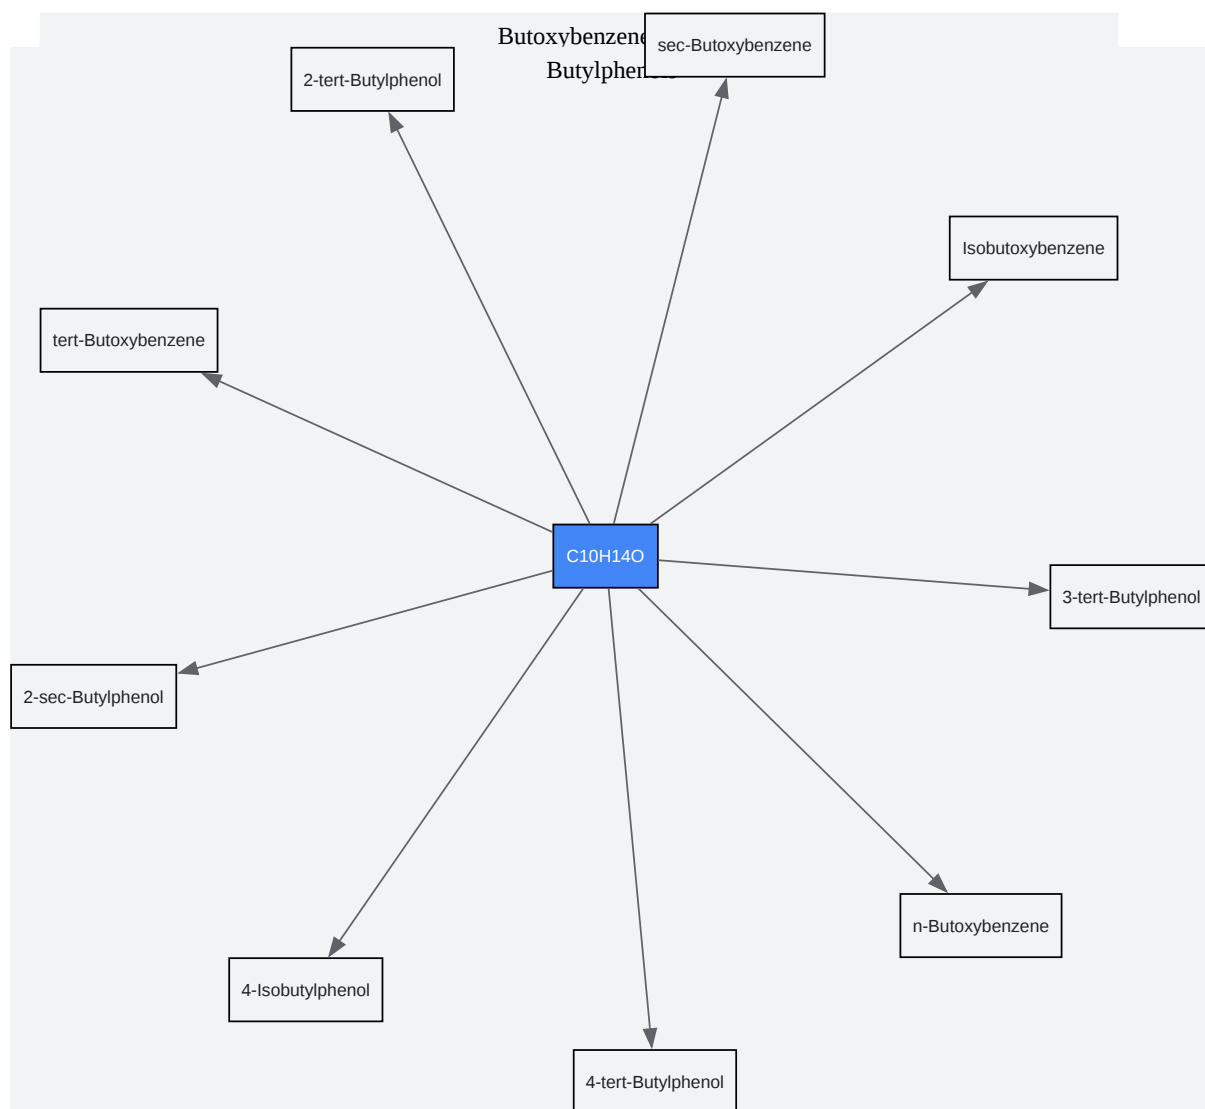 Butoxybenzene
sec-Butoxybenzene
Butylphenols
2-tert-Butylphenol
Isobutoxybenzene
tert-Butoxybenzene
C10H14O
3-tert-Butylphenol
2-sec-Butylphenol
n-Butoxybenzene
4-Isobutylphenol
4-tert-Butylphenol